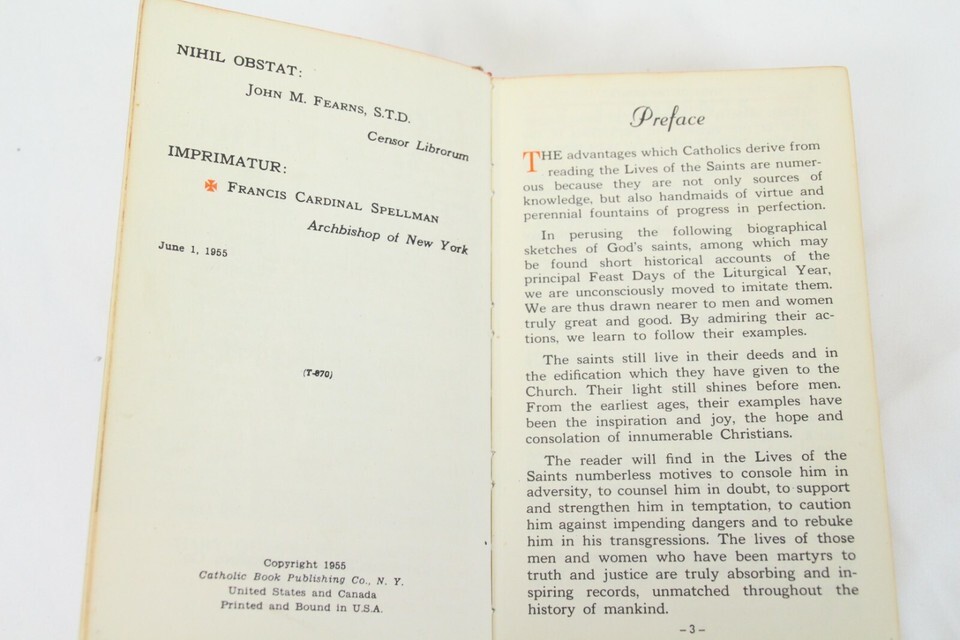 NIHIL OBSTAT:
JOHN M. FEARNS, S.T.D.
Censor Librorum
IMPRIMATUR:
✠ FRANCIS CARDINAL SPELLMAN
Archbishop of New York
June 1, 1955
(T-870)
Copyright 1955
Catholic Book Publishing Co., N. Y.
United States and Canada
Printed and Bound in U.S.A.
Preface
THE advantages which Catholics derive from
reading the Lives of the Saints are numer-
ous because they are not only sources of
knowledge, but also handmaids of virtue and
perennial fountains of progress in perfection.
In perusing the following biographical
sketches of God's saints, among which may
be found short historical accounts of the
principal Feast Days of the Liturgical Year,
we are unconsciously moved to imitate them.
We are thus drawn nearer to men and women
truly great and good. By admiring their ac-
tions, we learn to follow their examples.
The saints still live in their deeds and in
the edification which they have given to the
Church. Their light still shines before men.
From the earliest ages, their examples have
been the inspiration and joy, the hope and
consolation of innumerable Christians.
The reader will find in the Lives of the
Saints numberless motives to console him in
adversity, to counsel him in doubt, to support
and strengthen him in temptation, to caution
him against impending dangers and to rebuke
him in his transgressions. The lives of those
men and women who have been martyrs to
truth and justice are truly absorbing and in-
spiring records, unmatched throughout the
history of mankind.
– 3 –